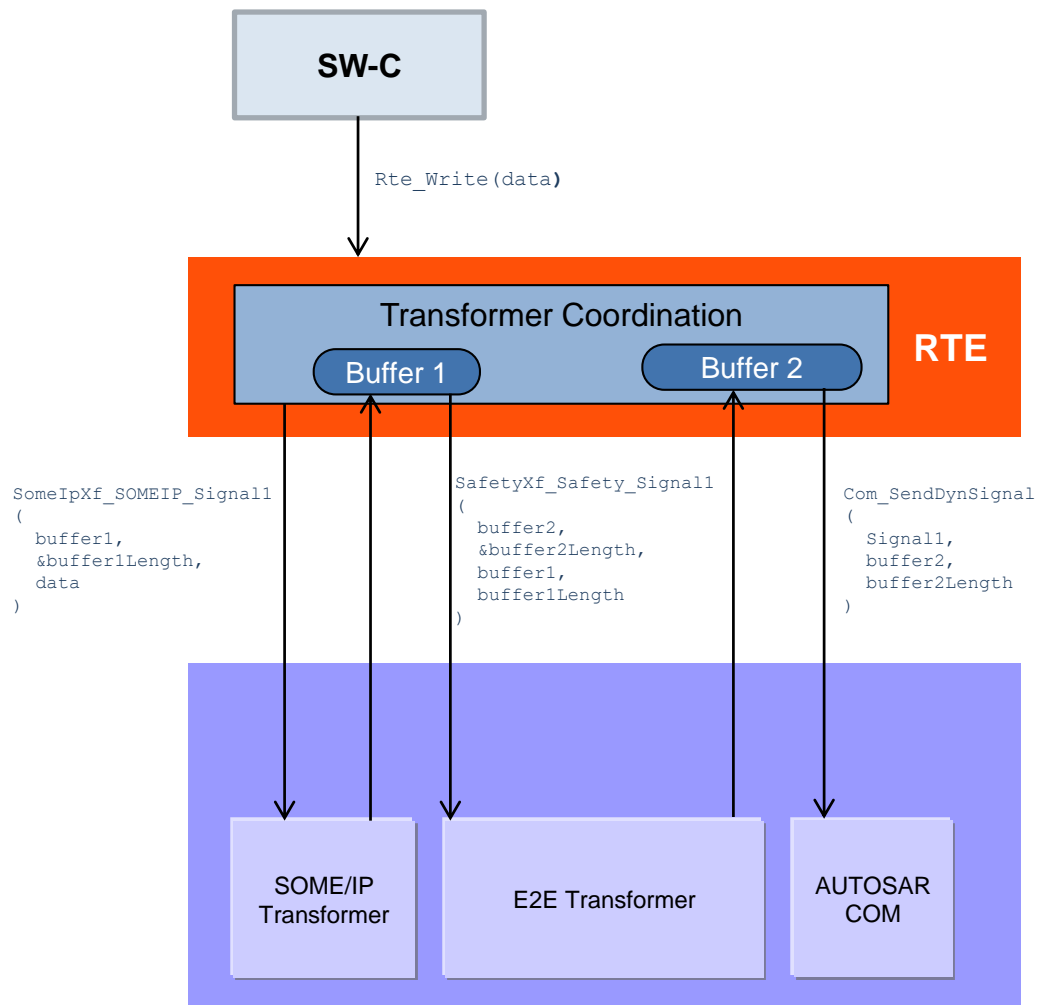 SW-C
Rte_Write(data)
Transformer Coordination
Buffer 1
Buffer 2
RTE
SomeIpXf_SOMEIP_Signal1
(
buffer1,
&buffer1Length,
data
)
SafetyXf_Safety_Signal1
(
buffer2,
&buffer2Length,
buffer1,
buffer1Length
)
Com_SendDynSignal
(
Signal1,
buffer2,
buffer2Length
)
SOME/IP
Transformer
E2E Transformer
AUTOSAR
COM